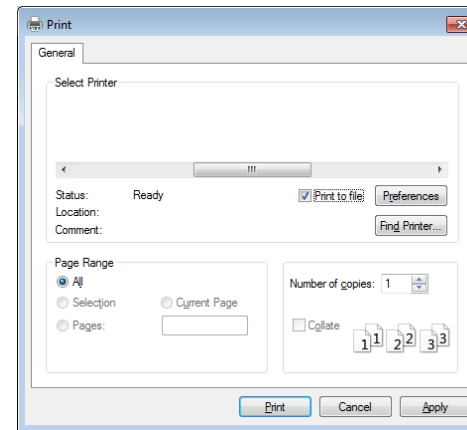 Print
General
Select Printer
Status: Ready Print to file Preferences
Location:
Comment: Find Printer...
Page Range
All Number of copies: 1
Selection Current Page
Pages: Collate
1 1 2 2 3 3
Print Cancel Apply